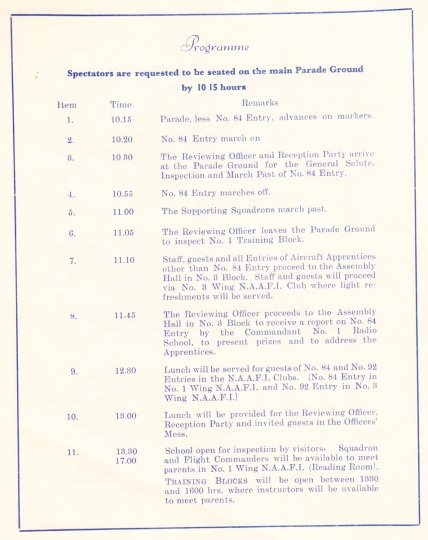 Programme
Spectators are requested to be seated on the main Parade Ground
by 10 15 hours
Item Time Remarks
1. 10.15 Parade, less No. 84 Entry, advances on markers.
2. 10.20 No. 84 Entry march on
3. 10 30 The Reviewing Officer and Reception Party arrive
at the Parade Ground for the General Salute,
Inspection and March Past of No. 84 Entry.
4. 10.55 No. 84 Entry marches off.
5. 11.00 The Supporting Squadrons march past.
6. 11.05 The Reviewing Officer leaves the Parade Ground
to inspect No. 1 Training Block.
7. 11.10 Staff, guests and all Entries of Aircraft Apprentices
other than No. 84 Entry proceed to the Assembly
Hall in No. 3 Block. Staff and guests will proceed
via No. 3 Wing N.A.A.F.I. Club where light re-
freshments will be served.
8. 11.45 The Reviewing Officer proceeds to the Assembly
Hall in No. 3 Block to receive a report on No. 84
Entry by the Commandant No. 1 Radio
School, to present prizes and to address the
Apprentices.
9. 12.30 Lunch will be served for guests of No. 84 and No. 92
Entries in the N.A.A.F.I. Clubs. (No. 84 Entry in
No. 1 Wing N.A.A.F.I. and No. 92 Entry in No. 3
Wing N.A.A.F.I.)
10. 13.00 Lunch will be provided for the Reviewing Officer,
Reception Party and invited guests in the Officers'
Mess.
11. 13.30 School open for inspection by visitors. Squadron
17.00 and Flight Commanders will be available to meet
parents in No. 1 Wing N.A.A.F.I. (Reading Room).
TRAINING BLOCKS will be open between 1330
and 1600 hrs. where instructors will be available
to meet parents.